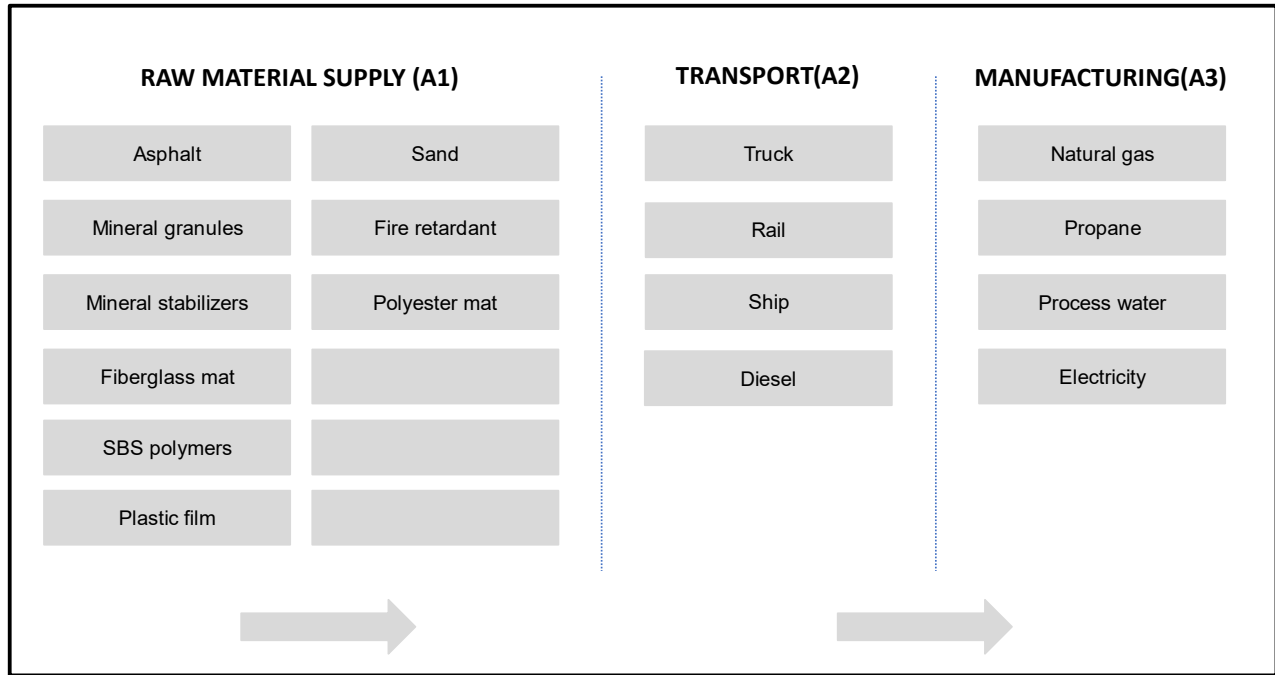 RAW MATERIAL SUPPLY (A1)
Asphalt
Sand
Mineral granules
Fire retardant
Mineral stabilizers
Polyester mat
Fiberglass mat
SBS polymers
Plastic film
TRANSPORT(A2)
Truck
Rail
Ship
Diesel
MANUFACTURING(A3)
Natural gas
Propane
Process water
Electricity